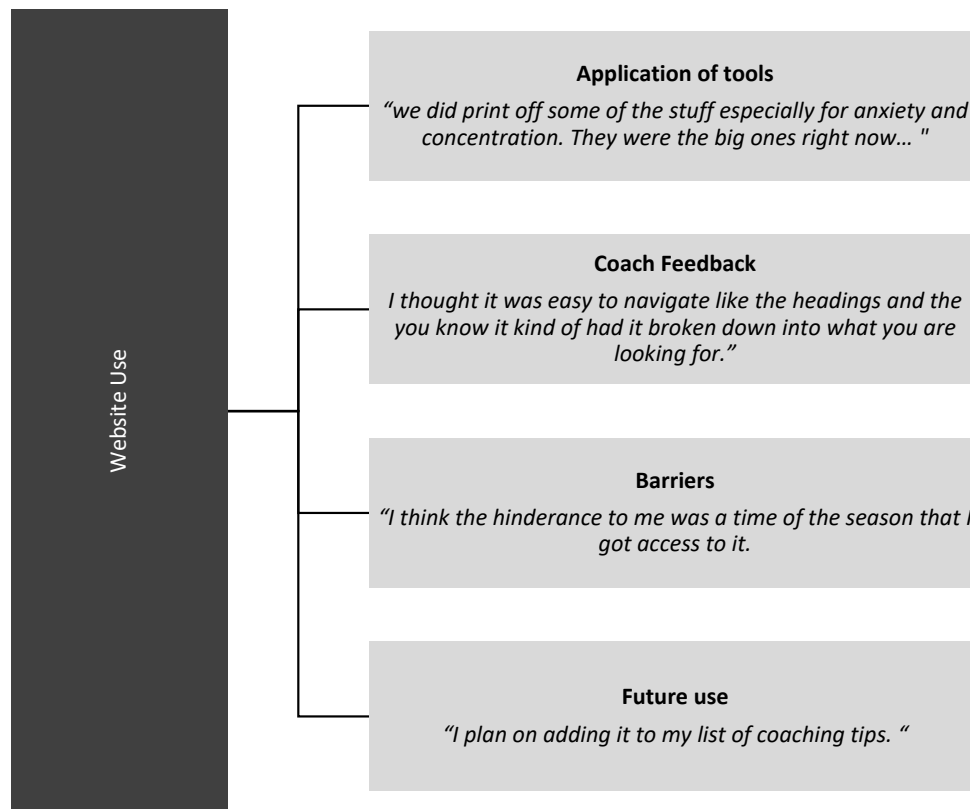 Website Use
Application of tools
“we did print off some of the stuff especially for anxiety and
concentration. They were the big ones right now… "
Coach Feedback
I thought it was easy to navigate like the headings and the
you know it kind of had it broken down into what you are
looking for.”
Barriers
“I think the hinderance to me was a time of the season that I
got access to it.
Future use
“I plan on adding it to my list of coaching tips. “